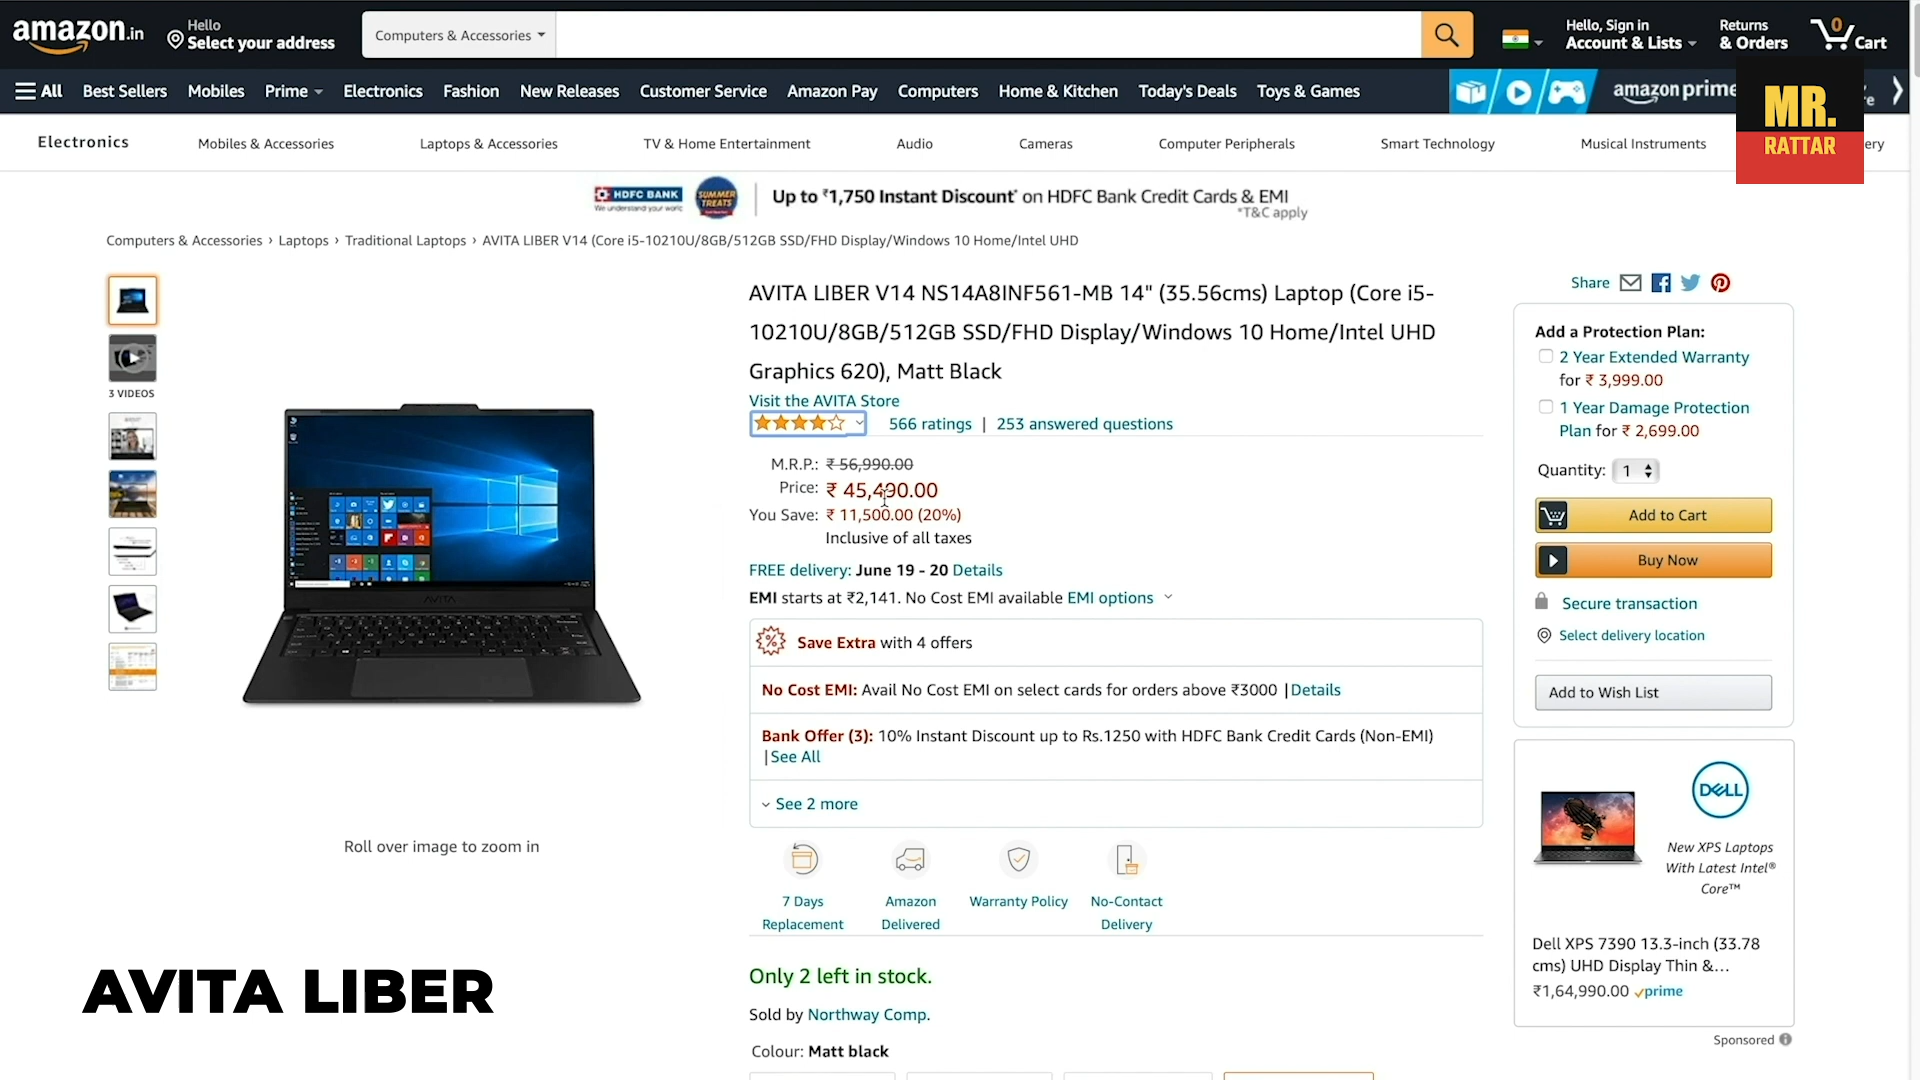 amazon.in
Hello
Select your address
Computers & Accessories
Hello, Sign in
Account & Lists
Returns
& Orders
0
Cart
All
Best Sellers
Mobiles
Prime
Electronics
Fashion
New Releases
Customer Service
Amazon Pay
Computers
Home & Kitchen
Today's Deals
Toys & Games
amazon prime
MR.
RATTAR
Electronics
Mobiles & Accessories
Laptops & Accessories
TV & Home Entertainment
Audio
Cameras
Computer Peripherals
Smart Technology
Musical Instruments
HDFC BANK
We understand your world
SUMMER
TREATS
Up to ₹1,750 Instant Discount* on HDFC Bank Credit Cards & EMI
*T&C apply
Computers & Accessories › Laptops › Traditional Laptops › AVITA LIBER V14 (Core i5-10210U/8GB/512GB SSD/FHD Display/Windows 10 Home/Intel UHD
3 VIDEOS
AVITA
Roll over image to zoom in
AVITA LIBER V14 NS14A8INF561-MB 14" (35.56cms) Laptop (Core i5-
10210U/8GB/512GB SSD/FHD Display/Windows 10 Home/Intel UHD
Graphics 620), Matt Black
Visit the AVITA Store
566 ratings | 253 answered questions
M.R.P.: ₹ 56,990.00
Price: ₹ 45,490.00
You Save: ₹ 11,500.00 (20%)
Inclusive of all taxes
FREE delivery: June 19 - 20 Details
EMI starts at ₹2,141. No Cost EMI available EMI options
Save Extra with 4 offers
No Cost EMI: Avail No Cost EMI on select cards for orders above ₹3000 |Details
Bank Offer (3): 10% Instant Discount up to Rs.1250 with HDFC Bank Credit Cards (Non-EMI)
|See All
See 2 more
7 Days
Replacement
Amazon
Delivered
Warranty Policy
No-Contact
Delivery
Only 2 left in stock.
Sold by Northway Comp.
Colour: Matt black
Share
Add a Protection Plan:
2 Year Extended Warranty
for ₹ 3,999.00
1 Year Damage Protection
Plan for ₹ 2,699.00
Quantity: 1
Add to Cart
Buy Now
Secure transaction
Select delivery location
Add to Wish List
DELL
New XPS Laptops
With Latest Intel®
Core™
Dell XPS 7390 13.3-inch (33.78
cms) UHD Display Thin &...
₹1,64,990.00 prime
Sponsored
AVITA LIBER